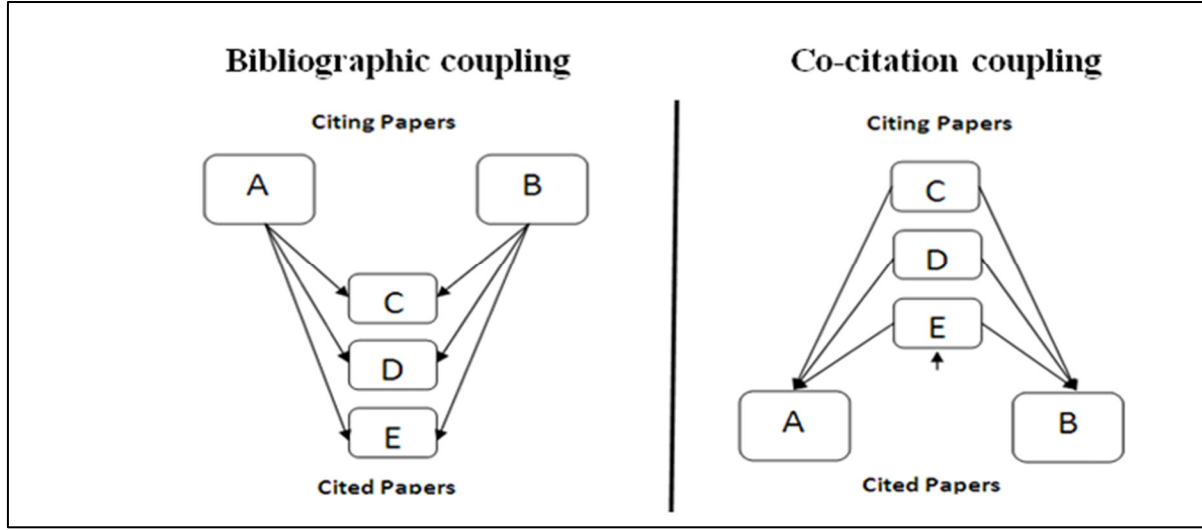 Bibliographic coupling
Citing Papers
A
B
C
D
E
Cited Papers
Co-citation coupling
Citing Papers
C
D
E
A
B
Cited Papers